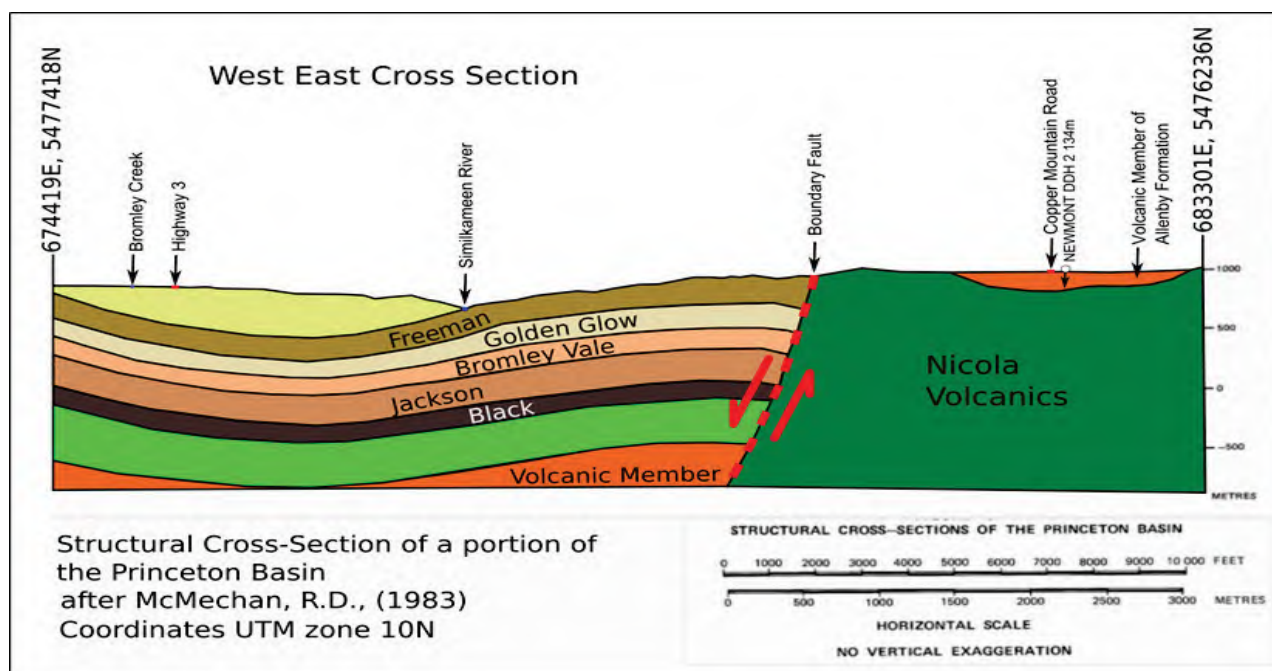 West East Cross Section
674419E, 5477418N
Bromley Creek
Highway 3
Similkameen River
Boundary Fault
Copper Mountain Road
NEWMONT DDH 2 134m
Volcanic Member of
Allenby Formation
683301E, 5476236N
1000
500
0
-500
METRES
Freeman
Golden Glow
Bromley Vale
Jackson
Black
Volcanic Member
Nicola
Volcanics
Structural Cross-Section of a portion of
the Princeton Basin
after McMechan, R.D., (1983)
Coordinates UTM zone 10N
STRUCTURAL CROSS-SECTIONS OF THE PRINCETON BASIN
0 1000 2000 3000 4000 5000 6000 7000 8000 9000 10 000 FEET
0 500 1000 1500 2000 2500 3000 METRES
HORIZONTAL SCALE
NO VERTICAL EXAGGERATION